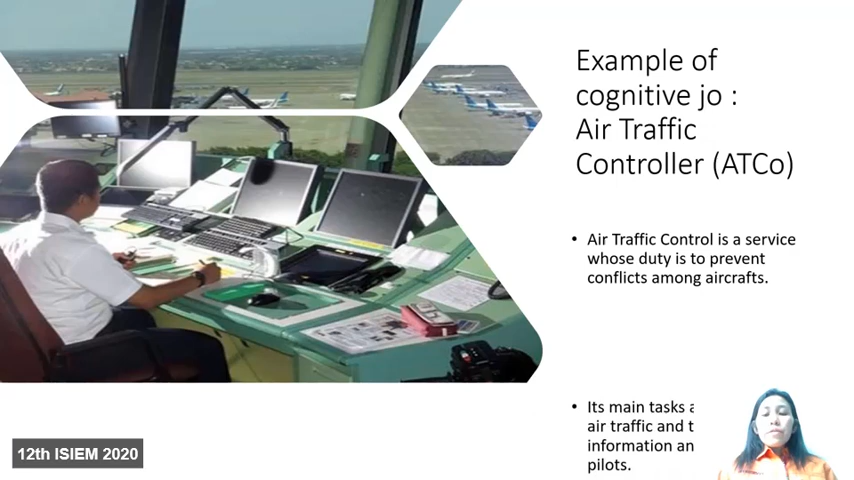 Example of
cognitive jo :
Air Traffic
Controller (ATCo)
• Air Traffic Control is a service
whose duty is to prevent
conflicts among aircrafts.
• Its main tasks
air traffic and
information
pilots.
12th ISIEM 2020